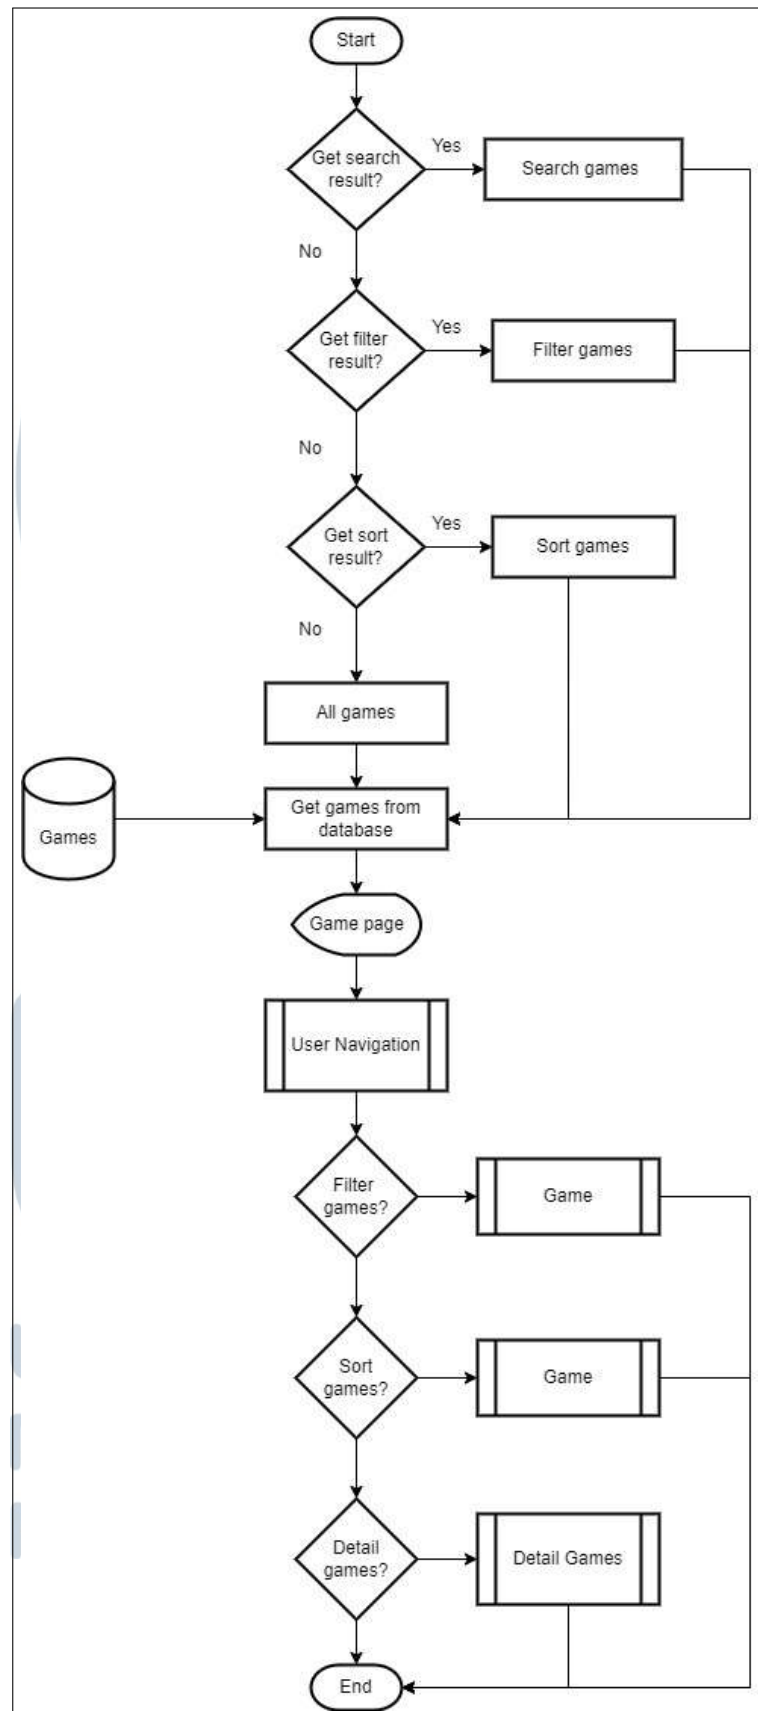 Start
Get search
result?
Yes
Search games
No
Get filter
result?
Yes
Filter games
No
Get sort
result?
Yes
Sort games
No
All games
Games
Get games from
database
Game page
User Navigation
Filter
games?
Game
Sort
games?
Game
Detail
games?
Detail Games
End